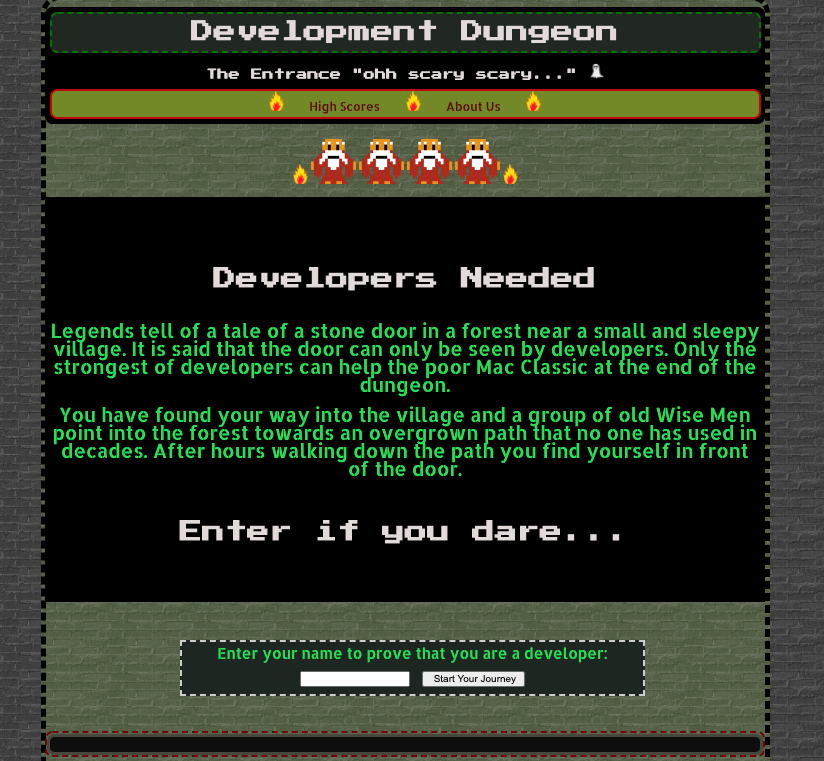 Development Dungeon
The Entrance "ohh scary scary..."
High Scores About Us
Developers Needed
Legends tell of a tale of a stone door in a forest near a small and sleepy
village. It is said that the door can only be seen by developers. Only the
strongest of developers can help the poor Mac Classic at the end of the
dungeon.
You have found your way into the village and a group of old Wise Men
point into the forest towards an overgrown path that no one has used in
decades. After hours walking down the path you find yourself in front
of the door.
Enter if you dare...
Enter your name to prove that you are a developer:
Start Your Journey